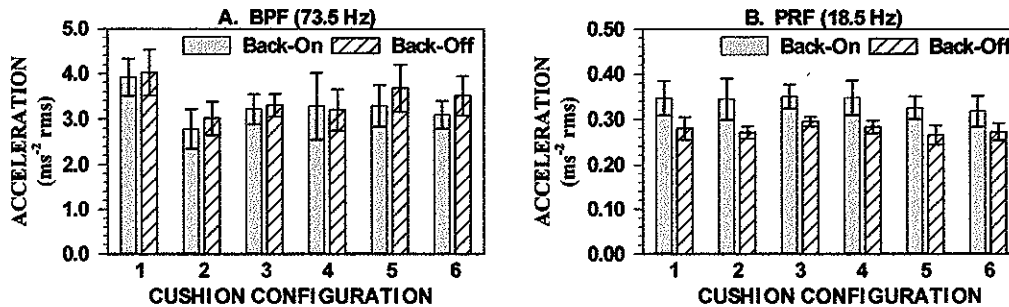 A. BPF (73.5 Hz)
Back-On Back-Off
5.0
4.0
3.0
2.0
1.0
0.0
ACCELERATION
(ms⁻² rms)
1 2 3 4 5 6
CUSHION CONFIGURATION
B. PRF (18.5 Hz)
Back-On Back-Off
0.50
0.40
0.30
0.20
0.10
0.00
ACCELERATION
(ms⁻² rms)
1 2 3 4 5 6
CUSHION CONFIGURATION